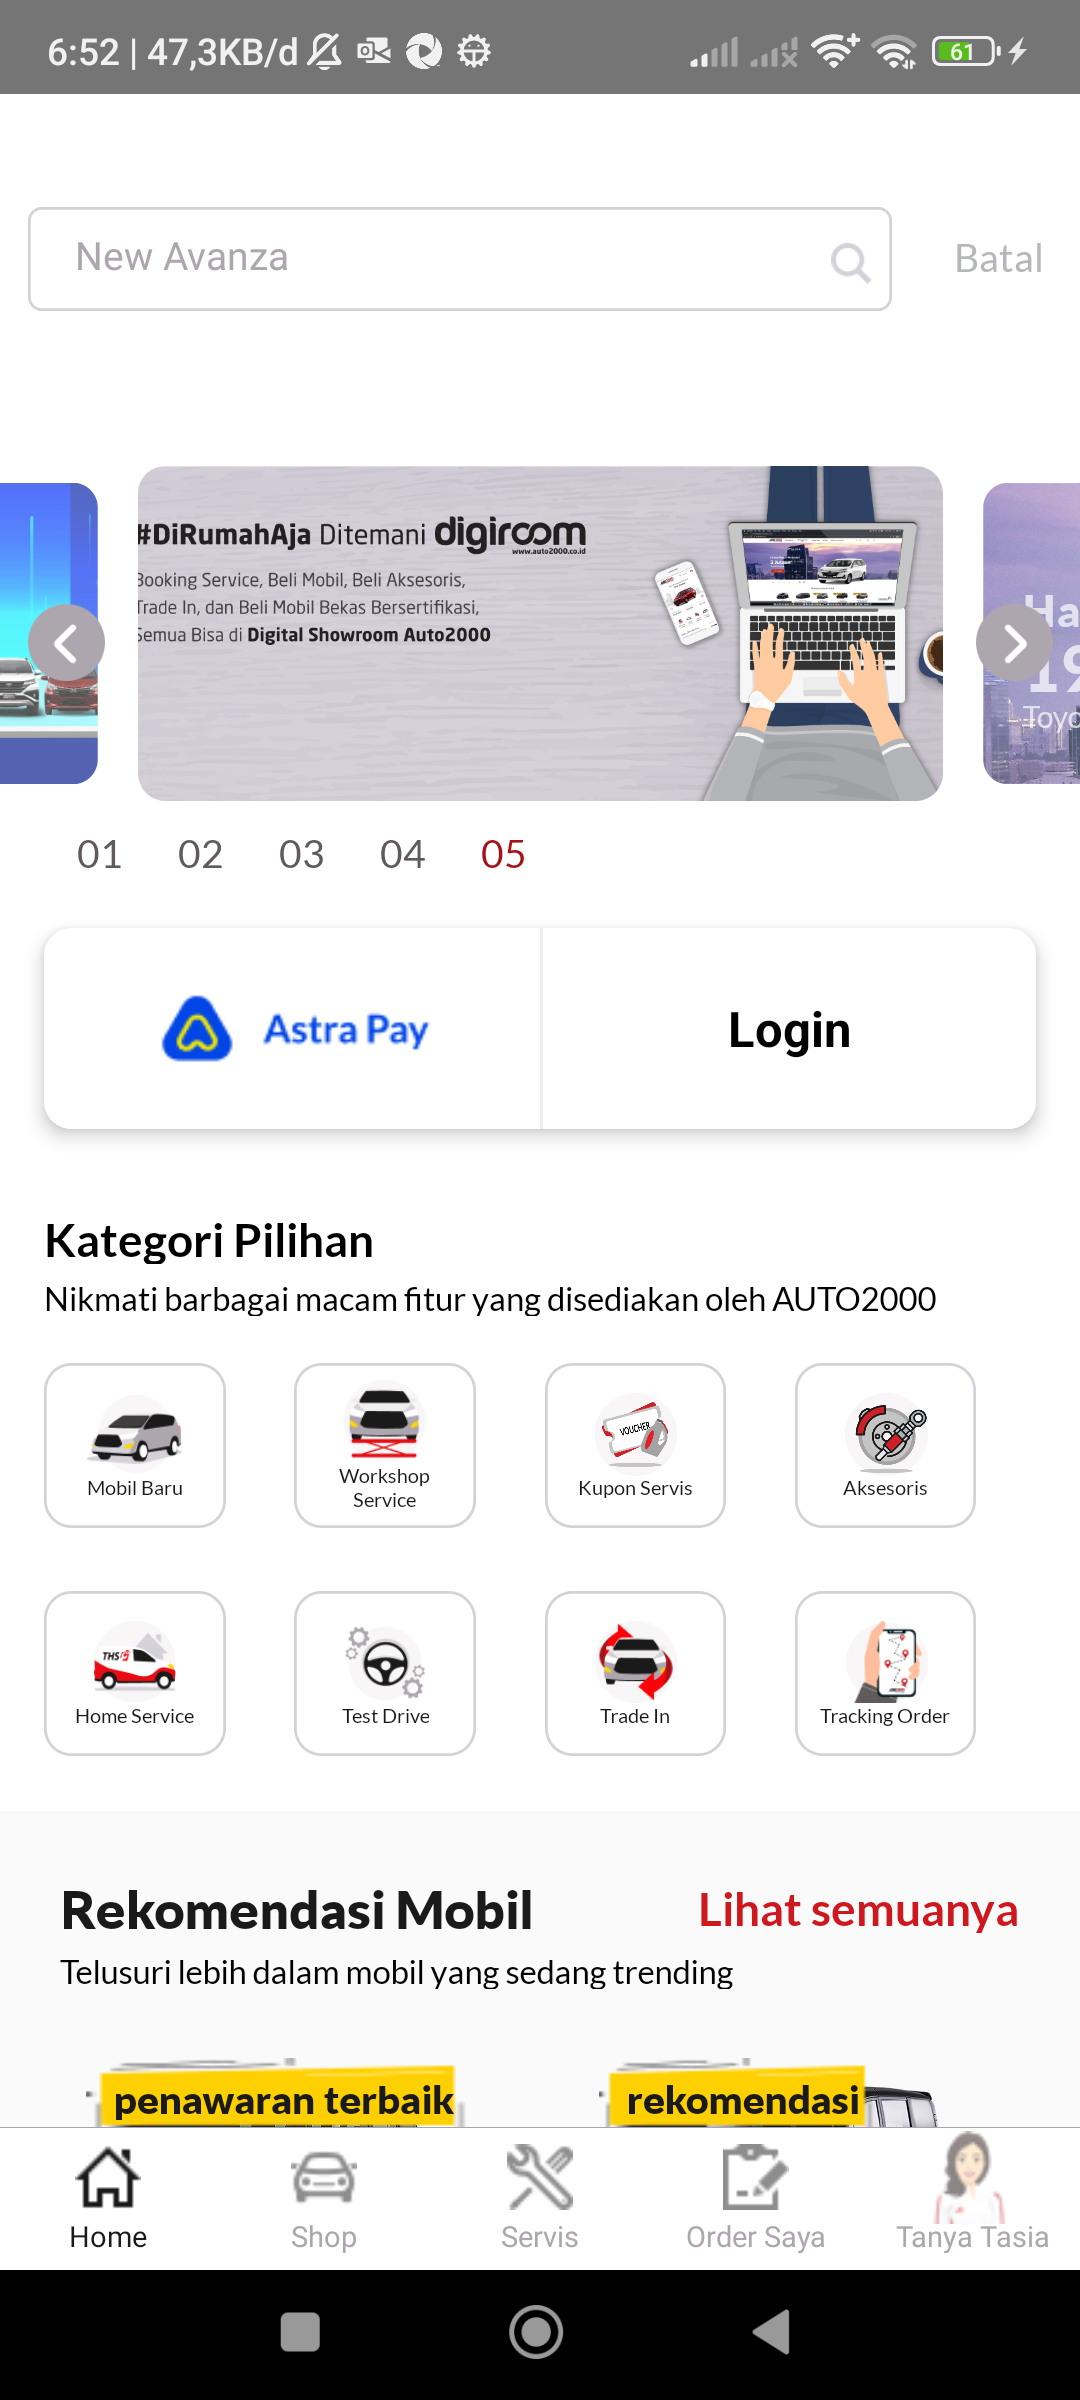 6:52 | 47,3KB/d
61
New Avanza
Batal
#DiRumahAja Ditemani digiroom
www.auto2000.co.id
Booking Service, Beli Mobil, Beli Aksesoris,
Trade In, dan Beli Mobil Bekas Bersertifikasi,
Semua Bisa di Digital Showroom Auto2000
Ha
19
Toyo
01 02 03 04 05
Astra Pay
Login
Kategori Pilihan
Nikmati barbagai macam fitur yang disediakan oleh AUTO2000
Mobil Baru
Workshop
Service
VOUCHER
Kupon Servis
Aksesoris
THS
Home Service
Test Drive
Trade In
Tracking Order
Rekomendasi Mobil
Lihat semuanya
Telusuri lebih dalam mobil yang sedang trending
penawaran terbaik
rekomendasi
Home
Shop
Servis
Order Saya
Tanya Tasia